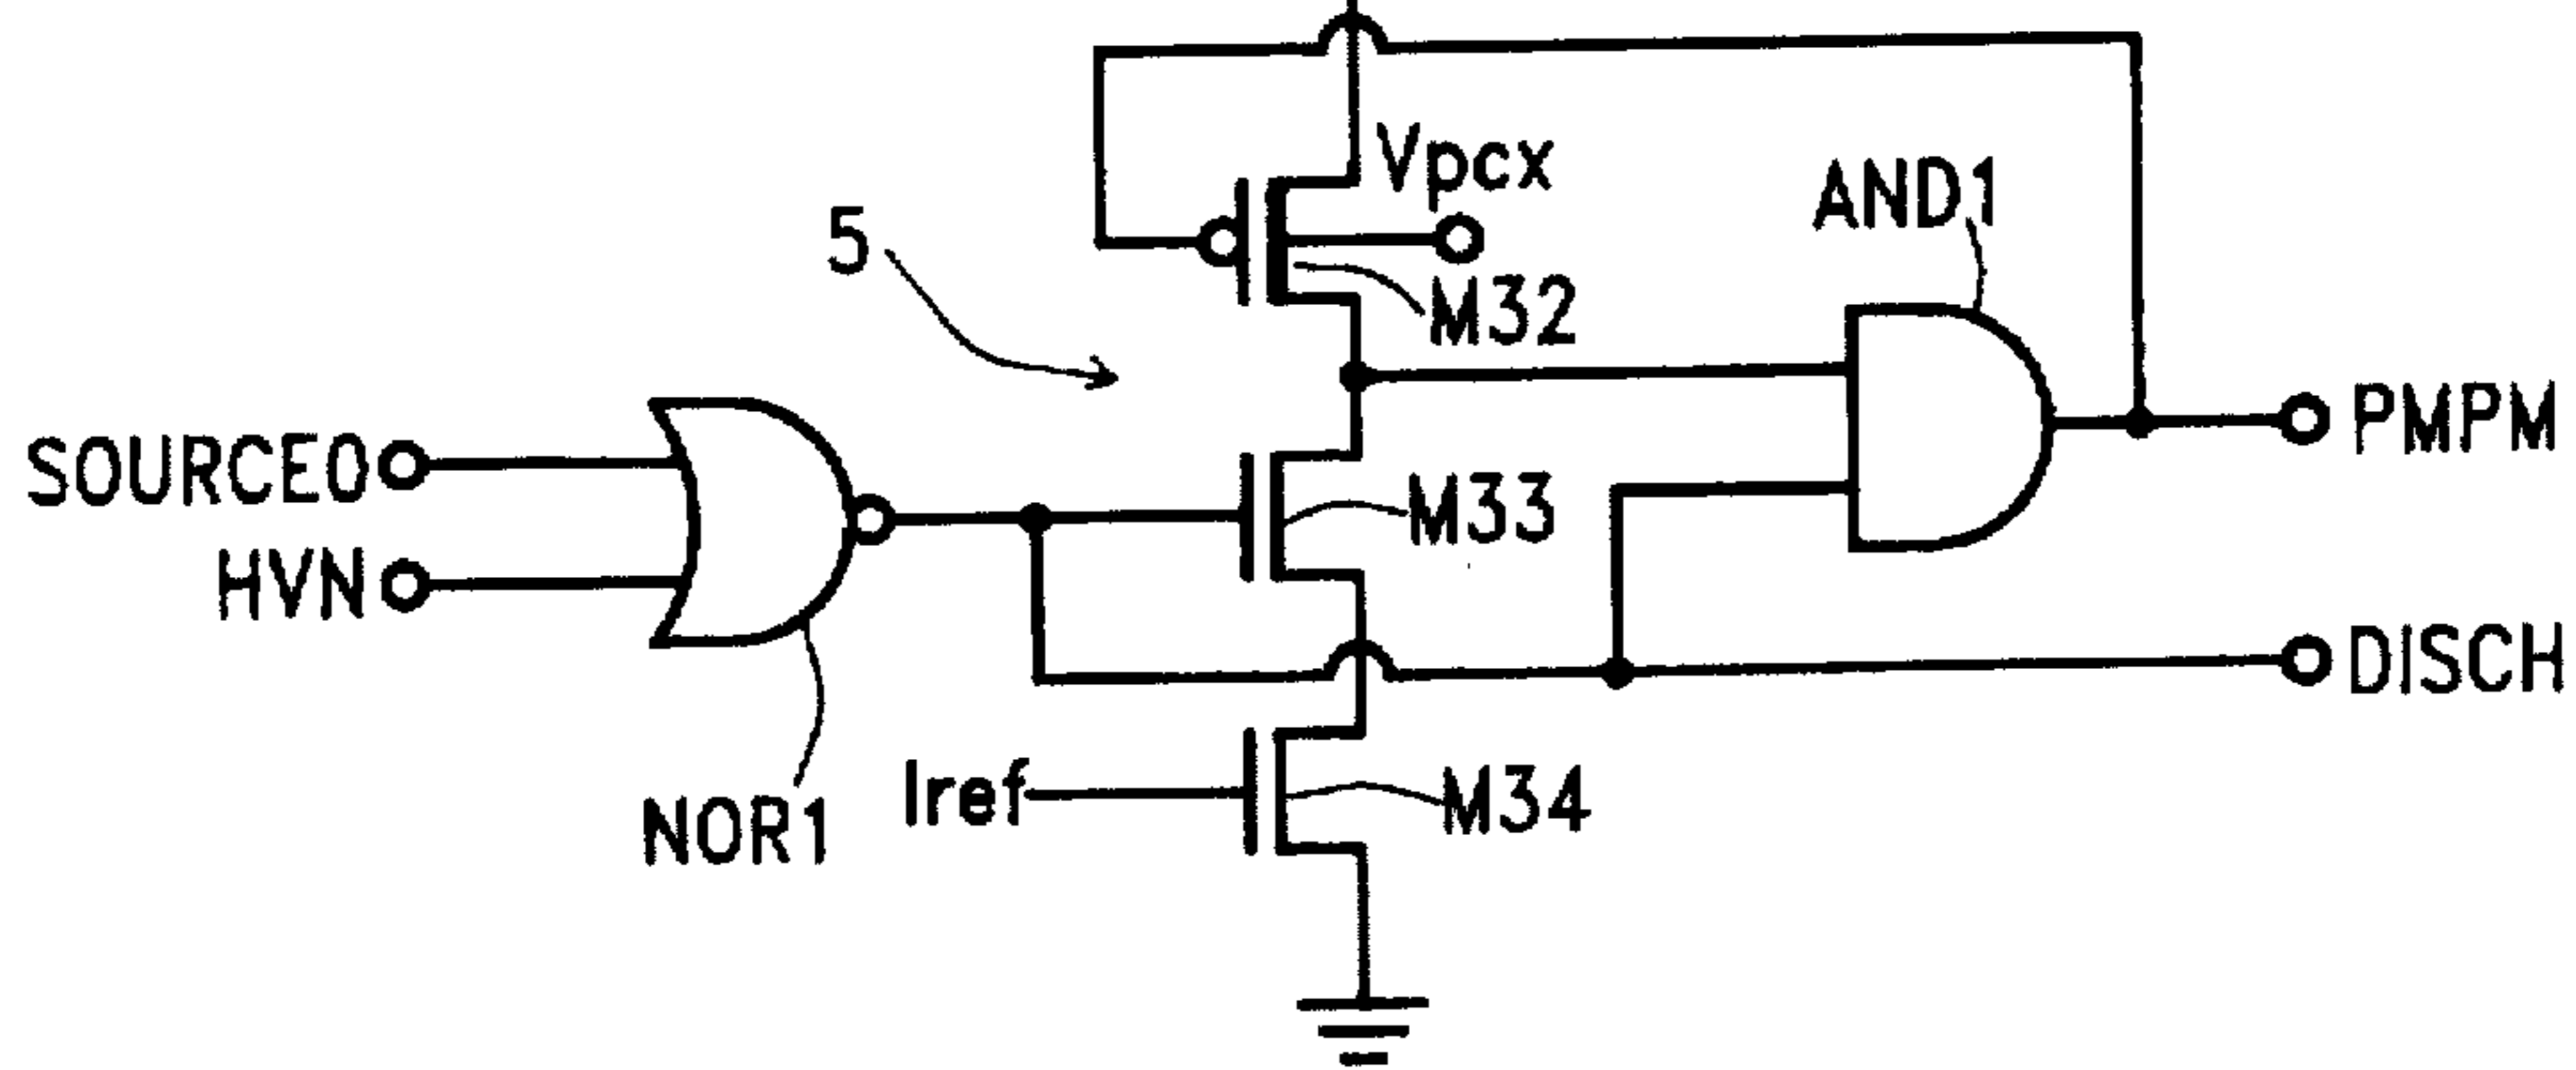 Vpcx
AND1
5
M32
PMPM
SOURCE0
M33
HVN
DISCH
Iref
M34
NOR1